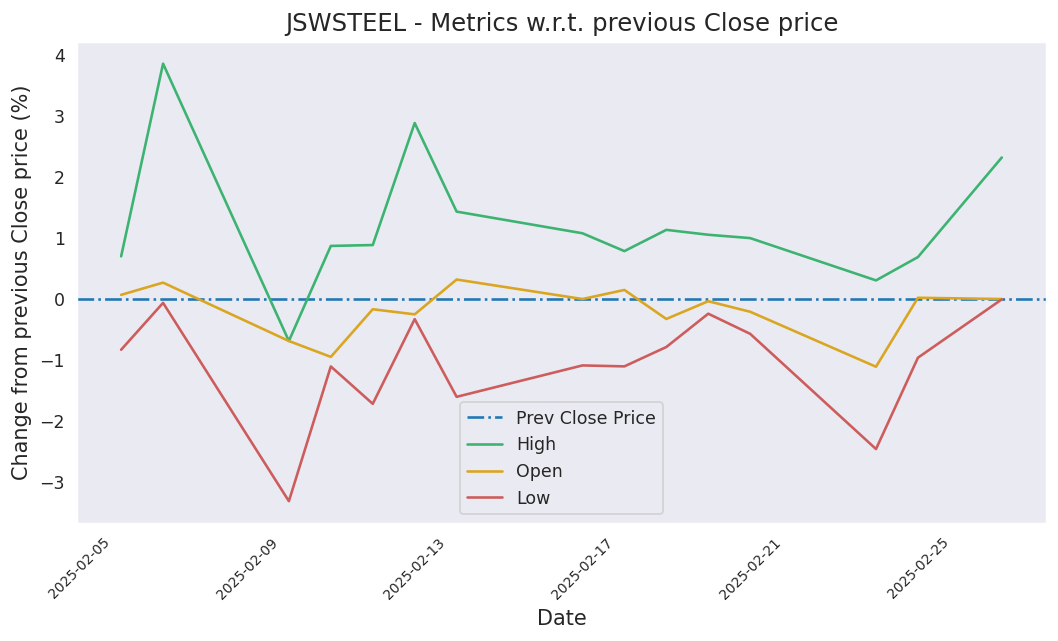 JSWSTEEL - Metrics w.r.t. previous Close price
Change from previous Close price (%)
4
3
2
1
0
−1
−2
−3
Prev Close Price
High
Open
Low
2025-02-05
2025-02-09
2025-02-13
2025-02-17
2025-02-21
2025-02-25
Date